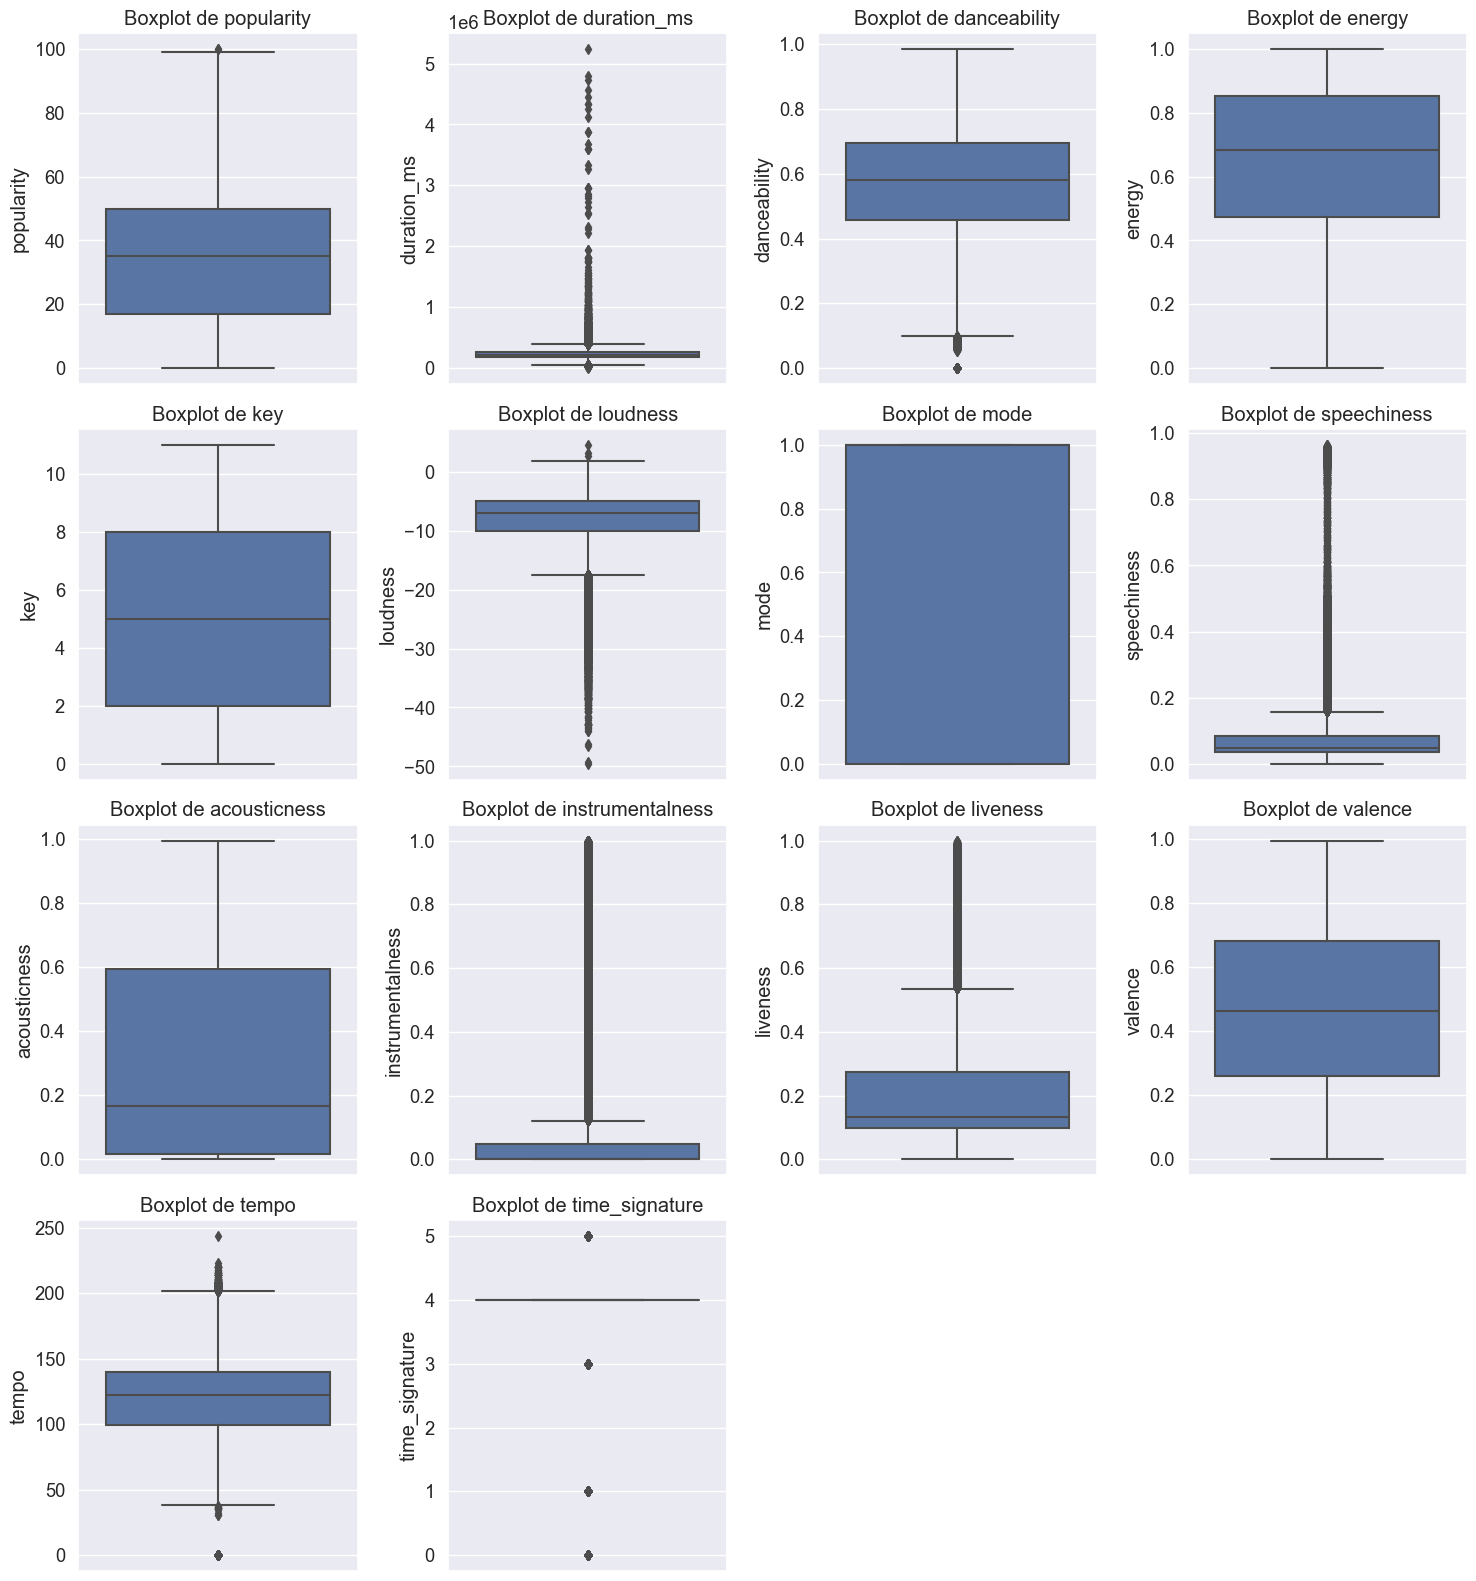 Boxplot de popularity
popularity
100
80
60
40
20
0
Boxplot de duration_ms
1e6
duration_ms
5
4
3
2
1
0
Boxplot de danceability
danceability
1.0
0.8
0.6
0.4
0.2
0.0
Boxplot de energy
energy
1.0
0.8
0.6
0.4
0.2
0.0
Boxplot de key
key
10
8
6
4
2
0
Boxplot de loudness
loudness
0
−10
−20
−30
−40
−50
Boxplot de mode
mode
1.0
0.8
0.6
0.4
0.2
0.0
Boxplot de speechiness
speechiness
1.0
0.8
0.6
0.4
0.2
0.0
Boxplot de acousticness
acousticness
1.0
0.8
0.6
0.4
0.2
0.0
Boxplot de instrumentalness
instrumentalness
1.0
0.8
0.6
0.4
0.2
0.0
Boxplot de liveness
liveness
1.0
0.8
0.6
0.4
0.2
0.0
Boxplot de valence
valence
1.0
0.8
0.6
0.4
0.2
0.0
Boxplot de tempo
tempo
250
200
150
100
50
0
Boxplot de time_signature
time_signature
5
4
3
2
1
0